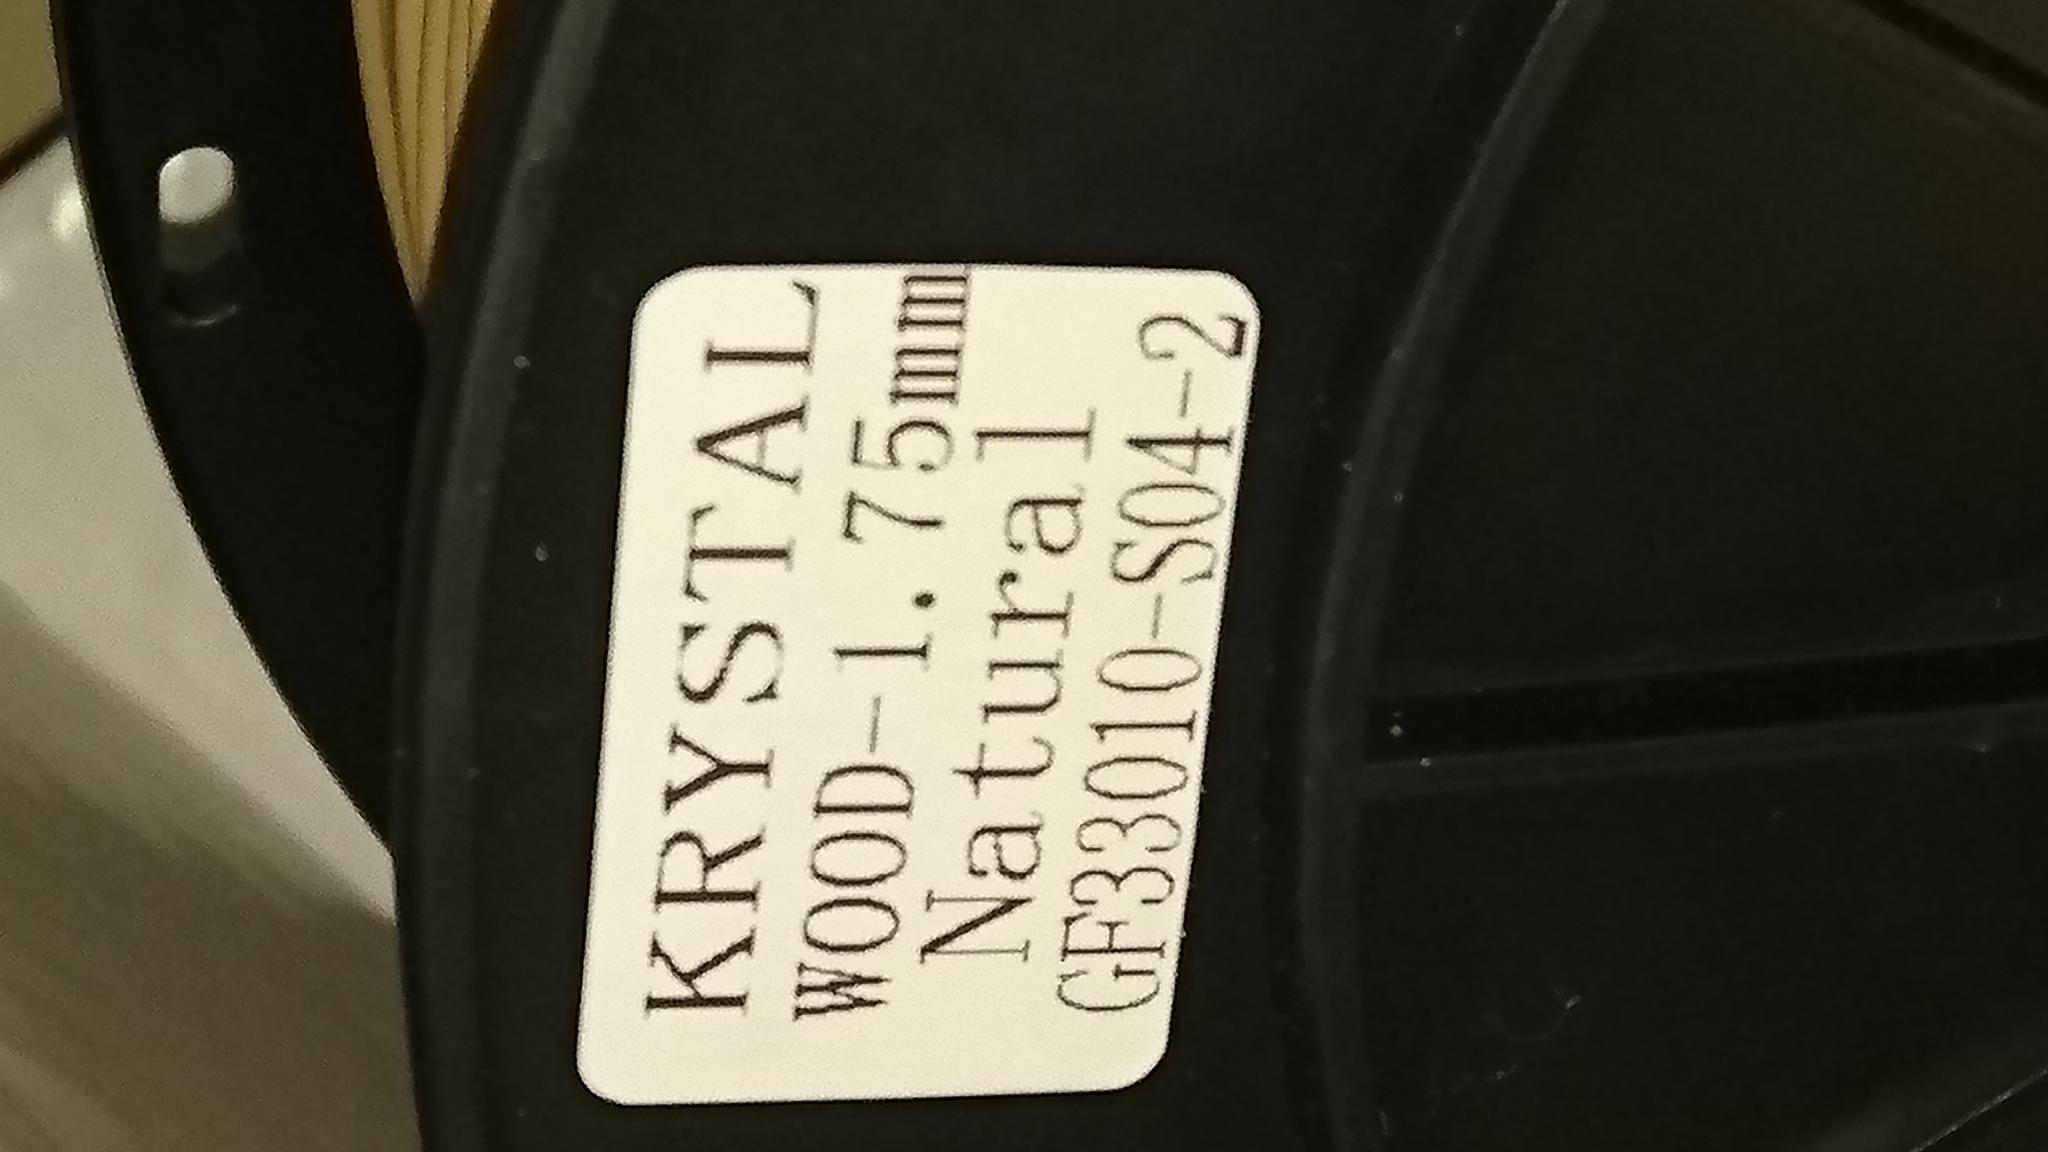 KRYSTAL
WOOD-1.75mm
Natural
GF33010-S04-2